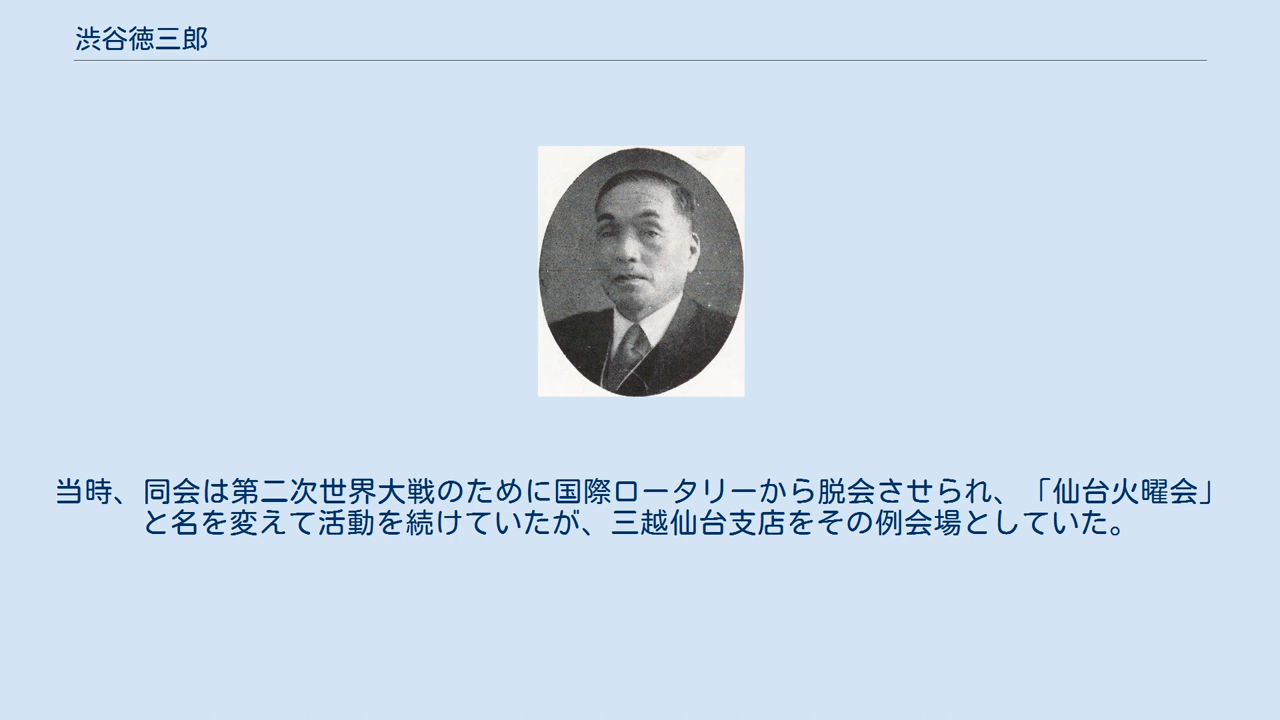 渋谷徳三郎
当時、同会は第二次世界大戦のために国際ロータリーから脱会させられ、「仙台火曜会」
と名を変えて活動を続けていたが、三越仙台支店をその例会場としていた。